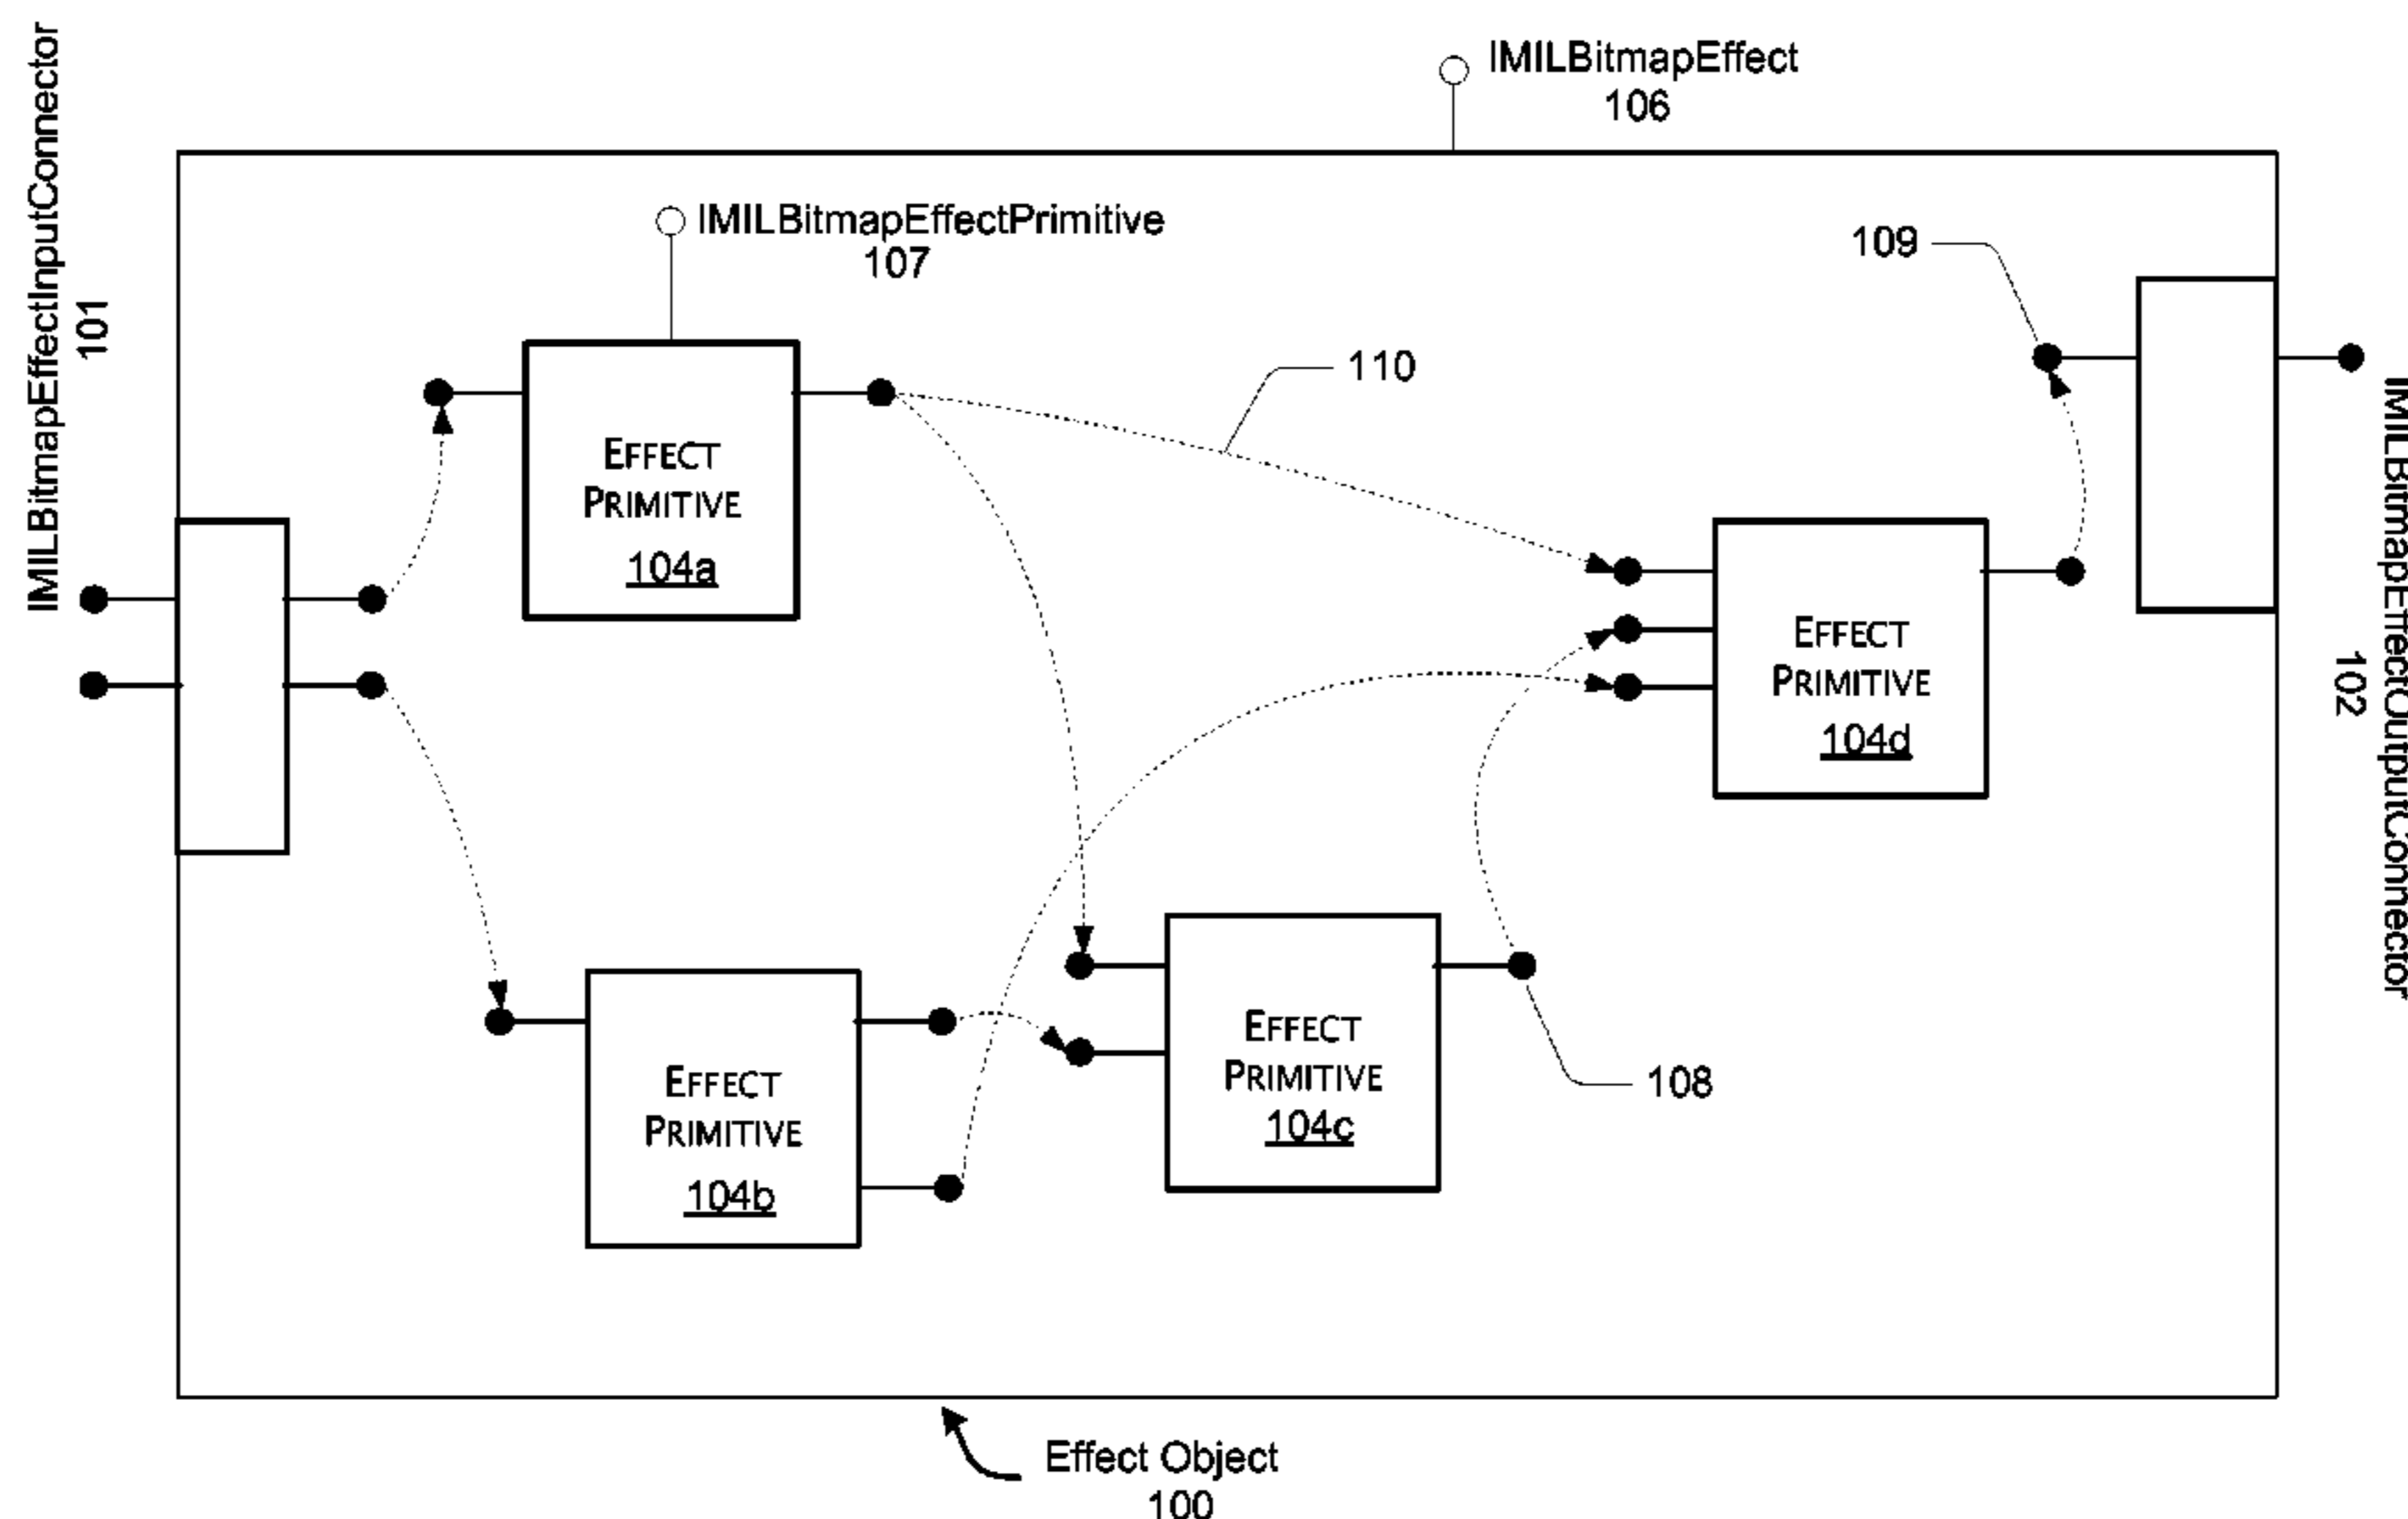 IMILBitmapEffectInputConnector
101
IMILBitmapEffect
106
IMILBitmapEffectPrimitive
107
109
110
EFFECT
PRIMITIVE
104a
EFFECT
PRIMITIVE
104d
IMILBitmapEffectOutputConnector
102
EFFECT
PRIMITIVE
104b
EFFECT
PRIMITIVE
104c
108
Effect Object
100